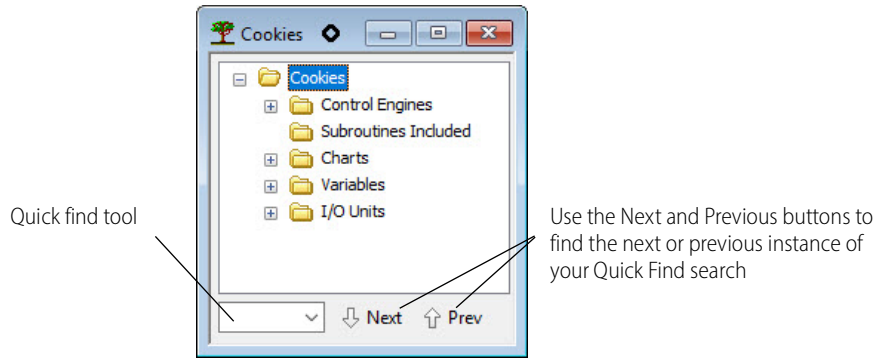 Cookies
Cookies
Control Engines
Subroutines Included
Charts
Variables
I/O Units
Quick find tool
Use the Next and Previous buttons to
find the next or previous instance of
your Quick Find search
Next Prev